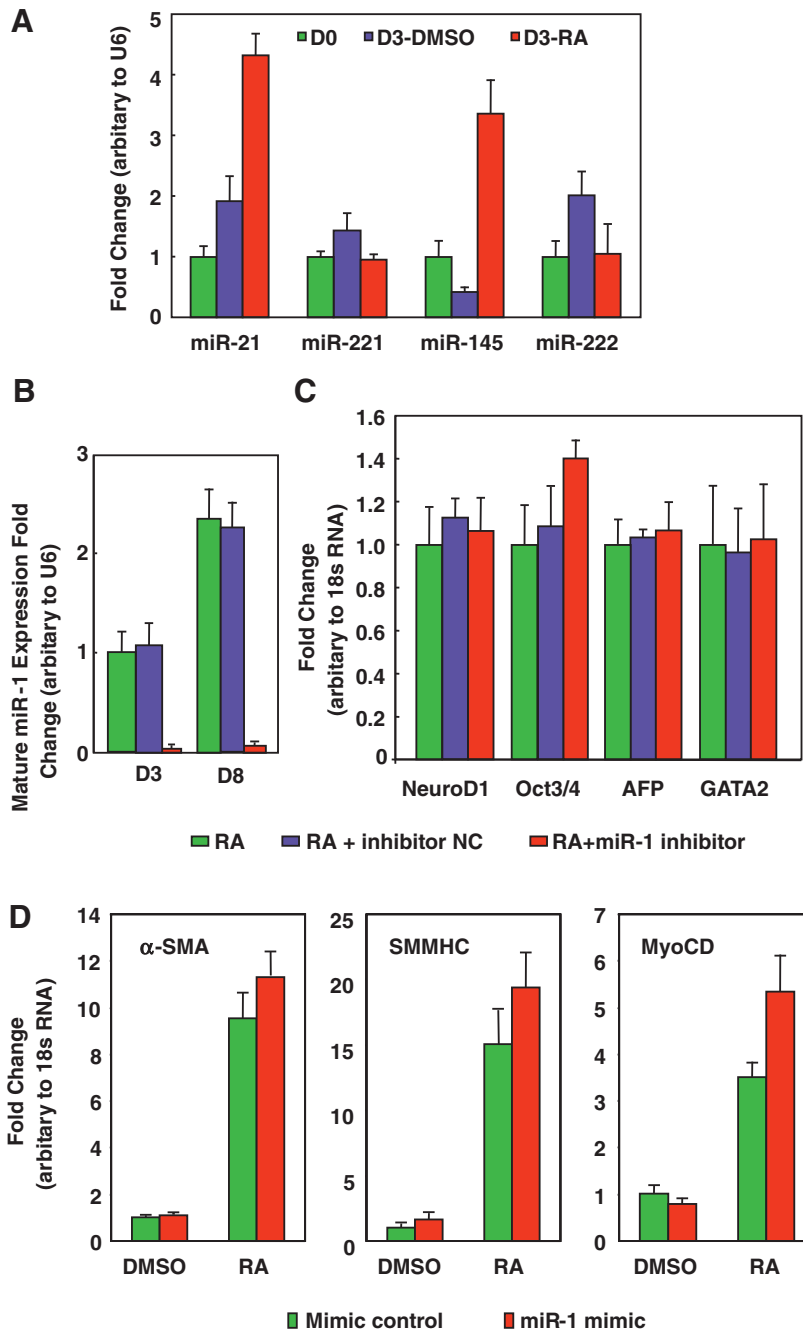 A
Fold Change (arbitary to U6)
5
4
3
2
1
0
D0 D3-DMSO D3-RA
miR-21 miR-221 miR-145 miR-222
B
Mature miR-1 Expression Fold
Change (arbitary to U6)
3
2
1
0
D3 D8
C
Fold Change
(arbitary to 18s RNA)
1.6
1.4
1.2
1.0
0.8
0.6
0.4
0.2
0
NeuroD1 Oct3/4 AFP GATA2
RA RA + inhibitor NC RA+miR-1 inhibitor
D
Fold Change
(arbitary to 18s RNA)
14
12
10
8
6
4
2
0
α-SMA
DMSO RA
25
20
15
10
5
0
SMMHC
DMSO RA
7
6
5
4
3
2
1
0
MyoCD
DMSO RA
Mimic control miR-1 mimic